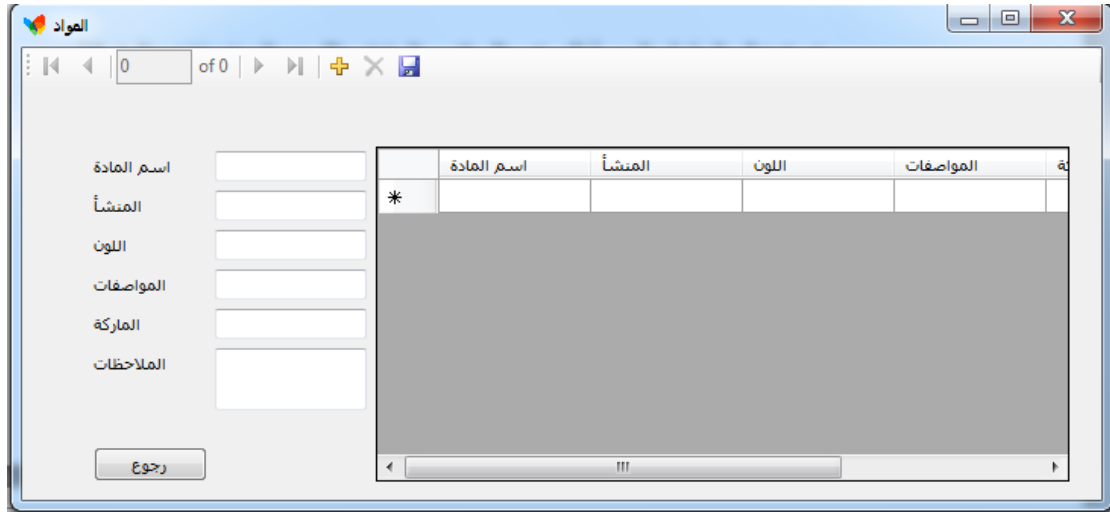 المواد
0 of 0
اسم المادة المنشأ اللون المواصفات
اسم المادة
المنشأ
اللون
المواصفات
الماركة
الملاحظات
رجوع